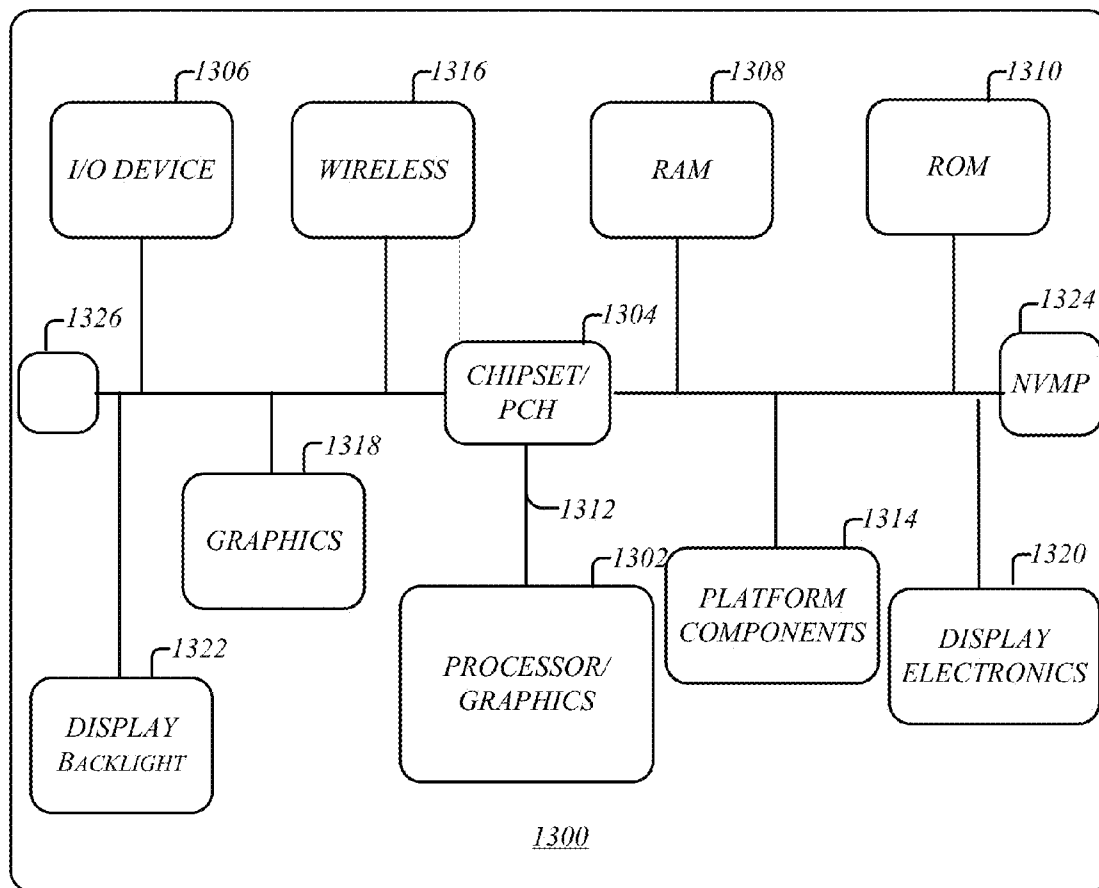 1306
1316
1308
1310
I/O DEVICE
WIRELESS
RAM
ROM
1326
1304
1324
CHIPSET/
PCH
NVMP
1318
1312
1314
GRAPHICS
1302
1320
PLATFORM
COMPONENTS
1322
PROCESSOR/
GRAPHICS
DISPLAY
ELECTRONICS
DISPLAY
BACKLIGHT
1300